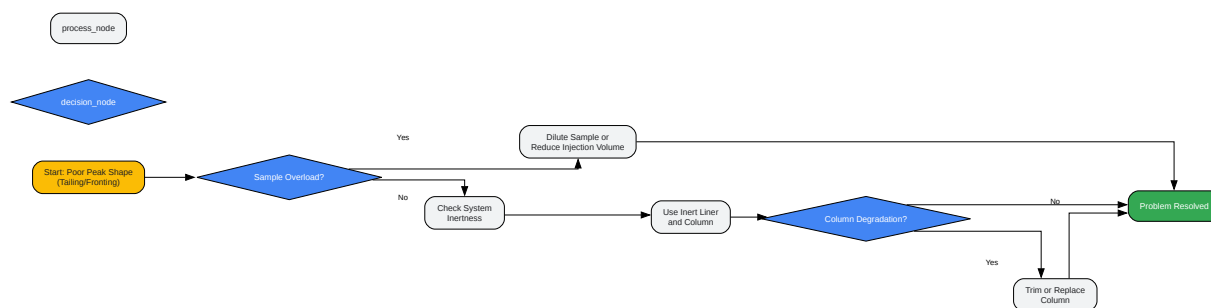 process_node
decision_node
Start: Poor Peak Shape
(Tailing/Fronting)
Sample Overload?
Yes
Dilute Sample or
Reduce Injection Volume
No
Check System
Inertness
Use Inert Liner
and Column
Column Degradation?
No
Yes
Trim or Replace
Column
Problem Resolved